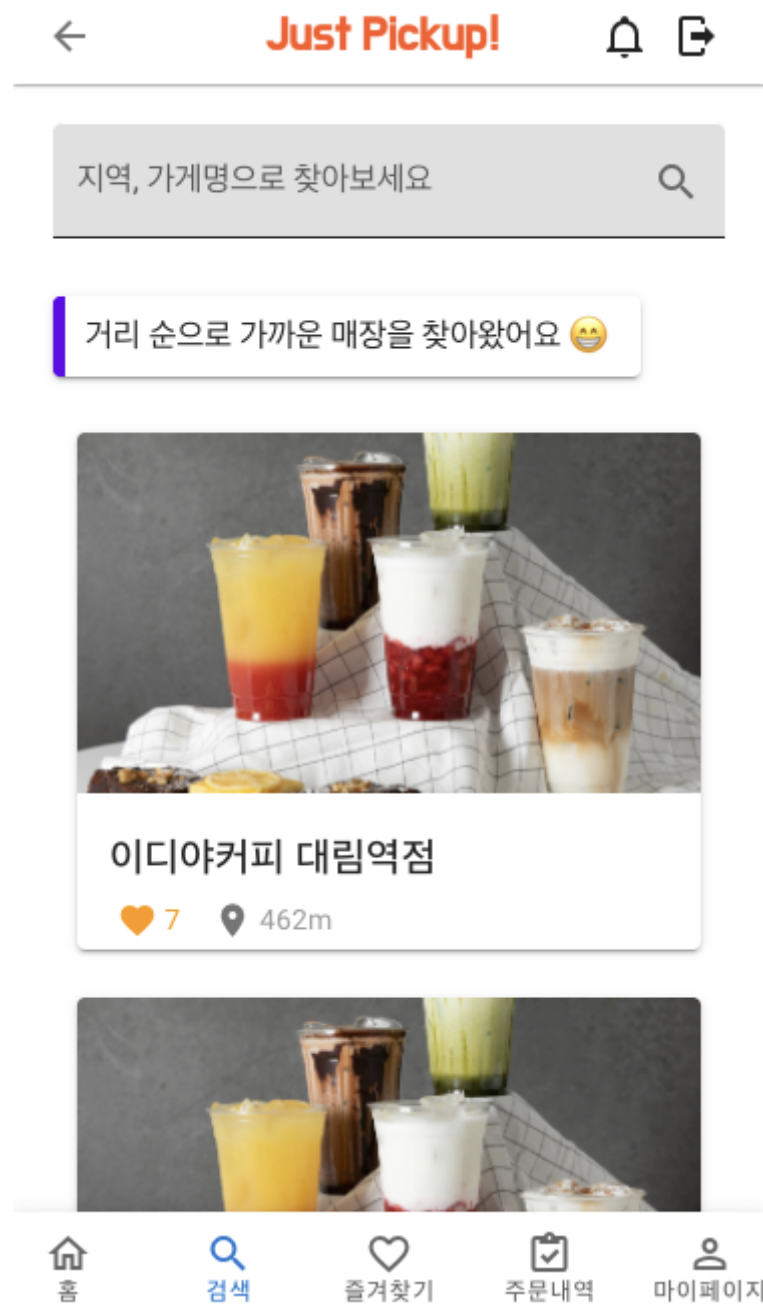 Just Pickup!
지역, 가게명으로 찾아보세요
거리 순으로 가까운 매장을 찾아왔어요 😁
이디야커피 대림역점
7 462m
홈 검색 즐겨찾기 주문내역 마이페이지